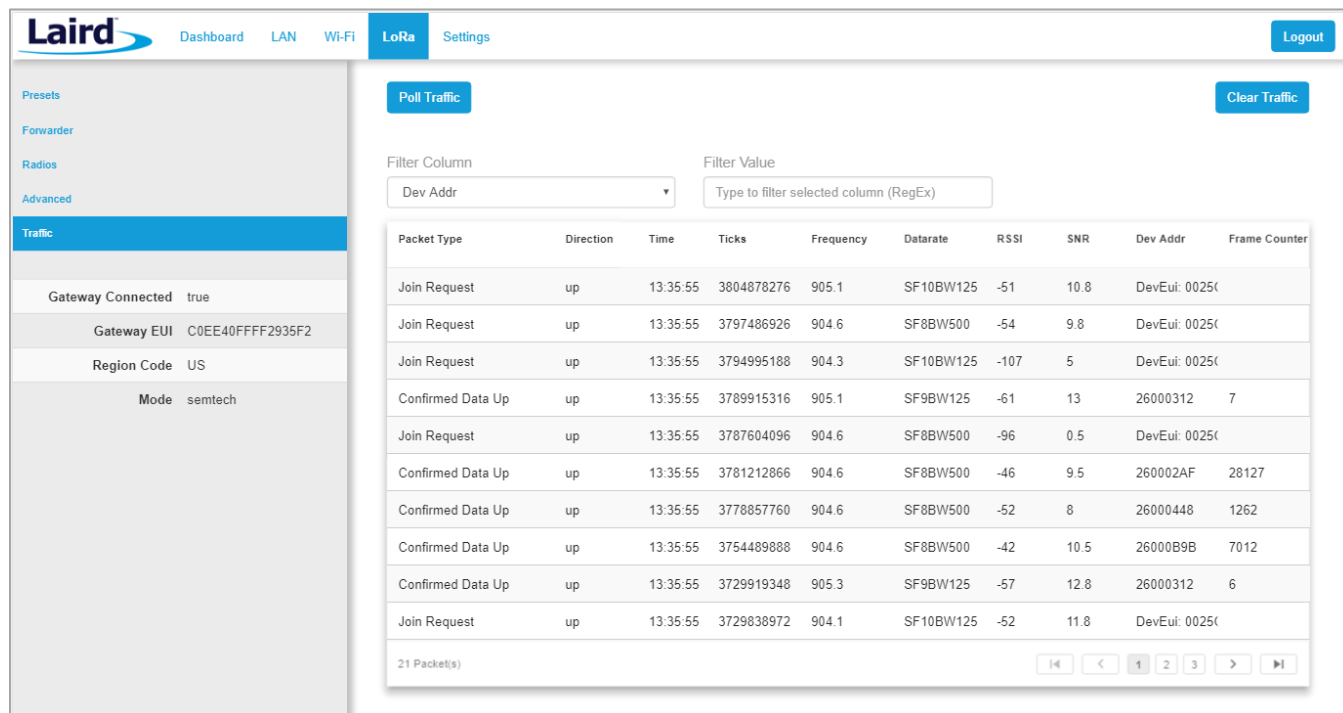 Laird Dashboard LAN Wi-Fi LoRa Settings Logout
Presets
Forwarder
Radios
Advanced
Traffic
Gateway Connected true
Gateway EUI C0EE40FFFF2935F2
Region Code US
Mode semtech
Poll Traffic Clear Traffic
Filter Column Filter Value
Dev Addr Type to filter selected column (RegEx)
Packet Type Direction Time Ticks Frequency Datarate RSSI SNR Dev Addr Frame Counter
Join Request up 13:35:55 3804878276 905.1 SF10BW125 -51 10.8 DevEui: 0025(
Join Request up 13:35:55 3797486926 904.6 SF8BW500 -54 9.8 DevEui: 0025(
Join Request up 13:35:55 3794995188 904.3 SF10BW125 -107 5 DevEui: 0025(
Confirmed Data Up up 13:35:55 3789915316 905.1 SF9BW125 -61 13 26000312 7
Join Request up 13:35:55 3787604096 904.6 SF8BW500 -96 0.5 DevEui: 0025(
Confirmed Data Up up 13:35:55 3781212866 904.6 SF8BW500 -46 9.5 260002AF 28127
Confirmed Data Up up 13:35:55 3778857760 904.6 SF8BW500 -52 8 26000448 1262
Confirmed Data Up up 13:35:55 3754489888 904.6 SF8BW500 -42 10.5 26000B9B 7012
Confirmed Data Up up 13:35:55 3729919348 905.3 SF9BW125 -57 12.8 26000312 6
Join Request up 13:35:55 3729838972 904.1 SF10BW125 -52 11.8 DevEui: 0025(
21 Packet(s) 1 2 3